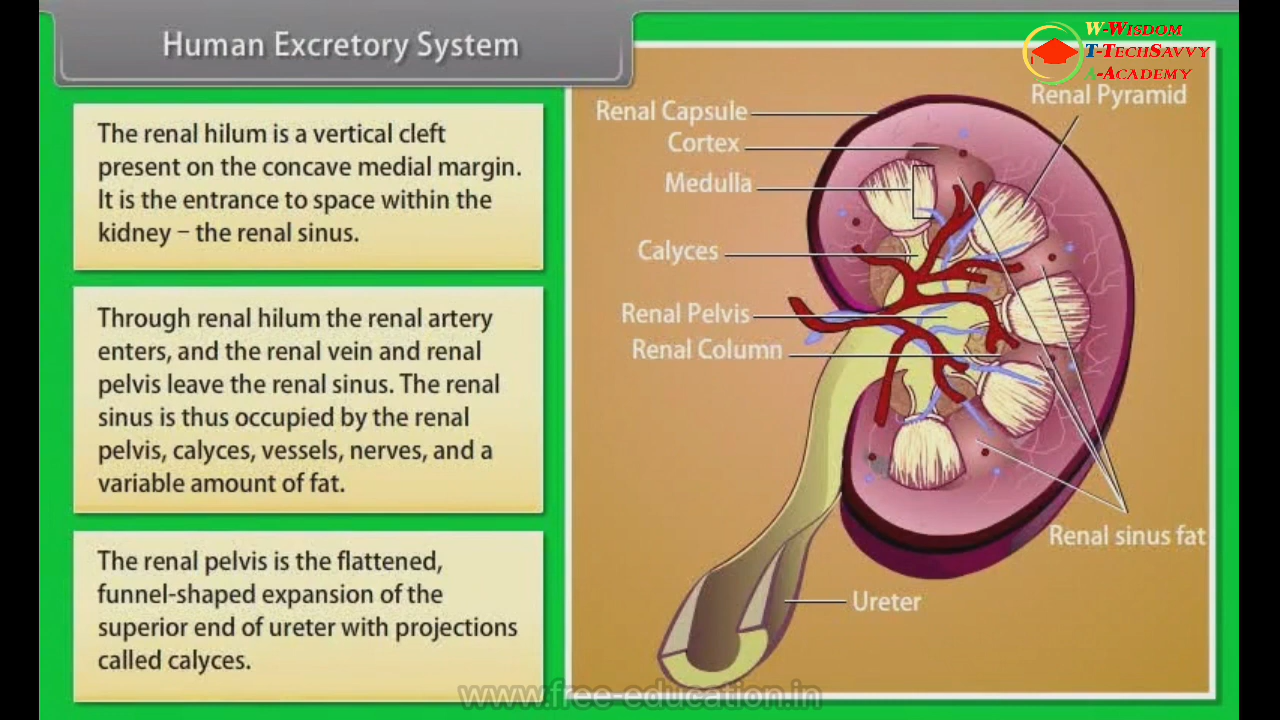 Human Excretory System
W-Wisdom
T-TechSavvy
A-Academy
The renal hilum is a vertical cleft
present on the concave medial margin.
It is the entrance to space within the
kidney – the renal sinus.
Through renal hilum the renal artery
enters, and the renal vein and renal
pelvis leave the renal sinus. The renal
sinus is thus occupied by the renal
pelvis, calyces, vessels, nerves, and a
variable amount of fat.
The renal pelvis is the flattened,
funnel-shaped expansion of the
superior end of ureter with projections
called calyces.
Renal Pyramid
Renal Capsule
Cortex
Medulla
Calyces
Renal Pelvis
Renal Column
Renal sinus fat
Ureter
www.free-education.in